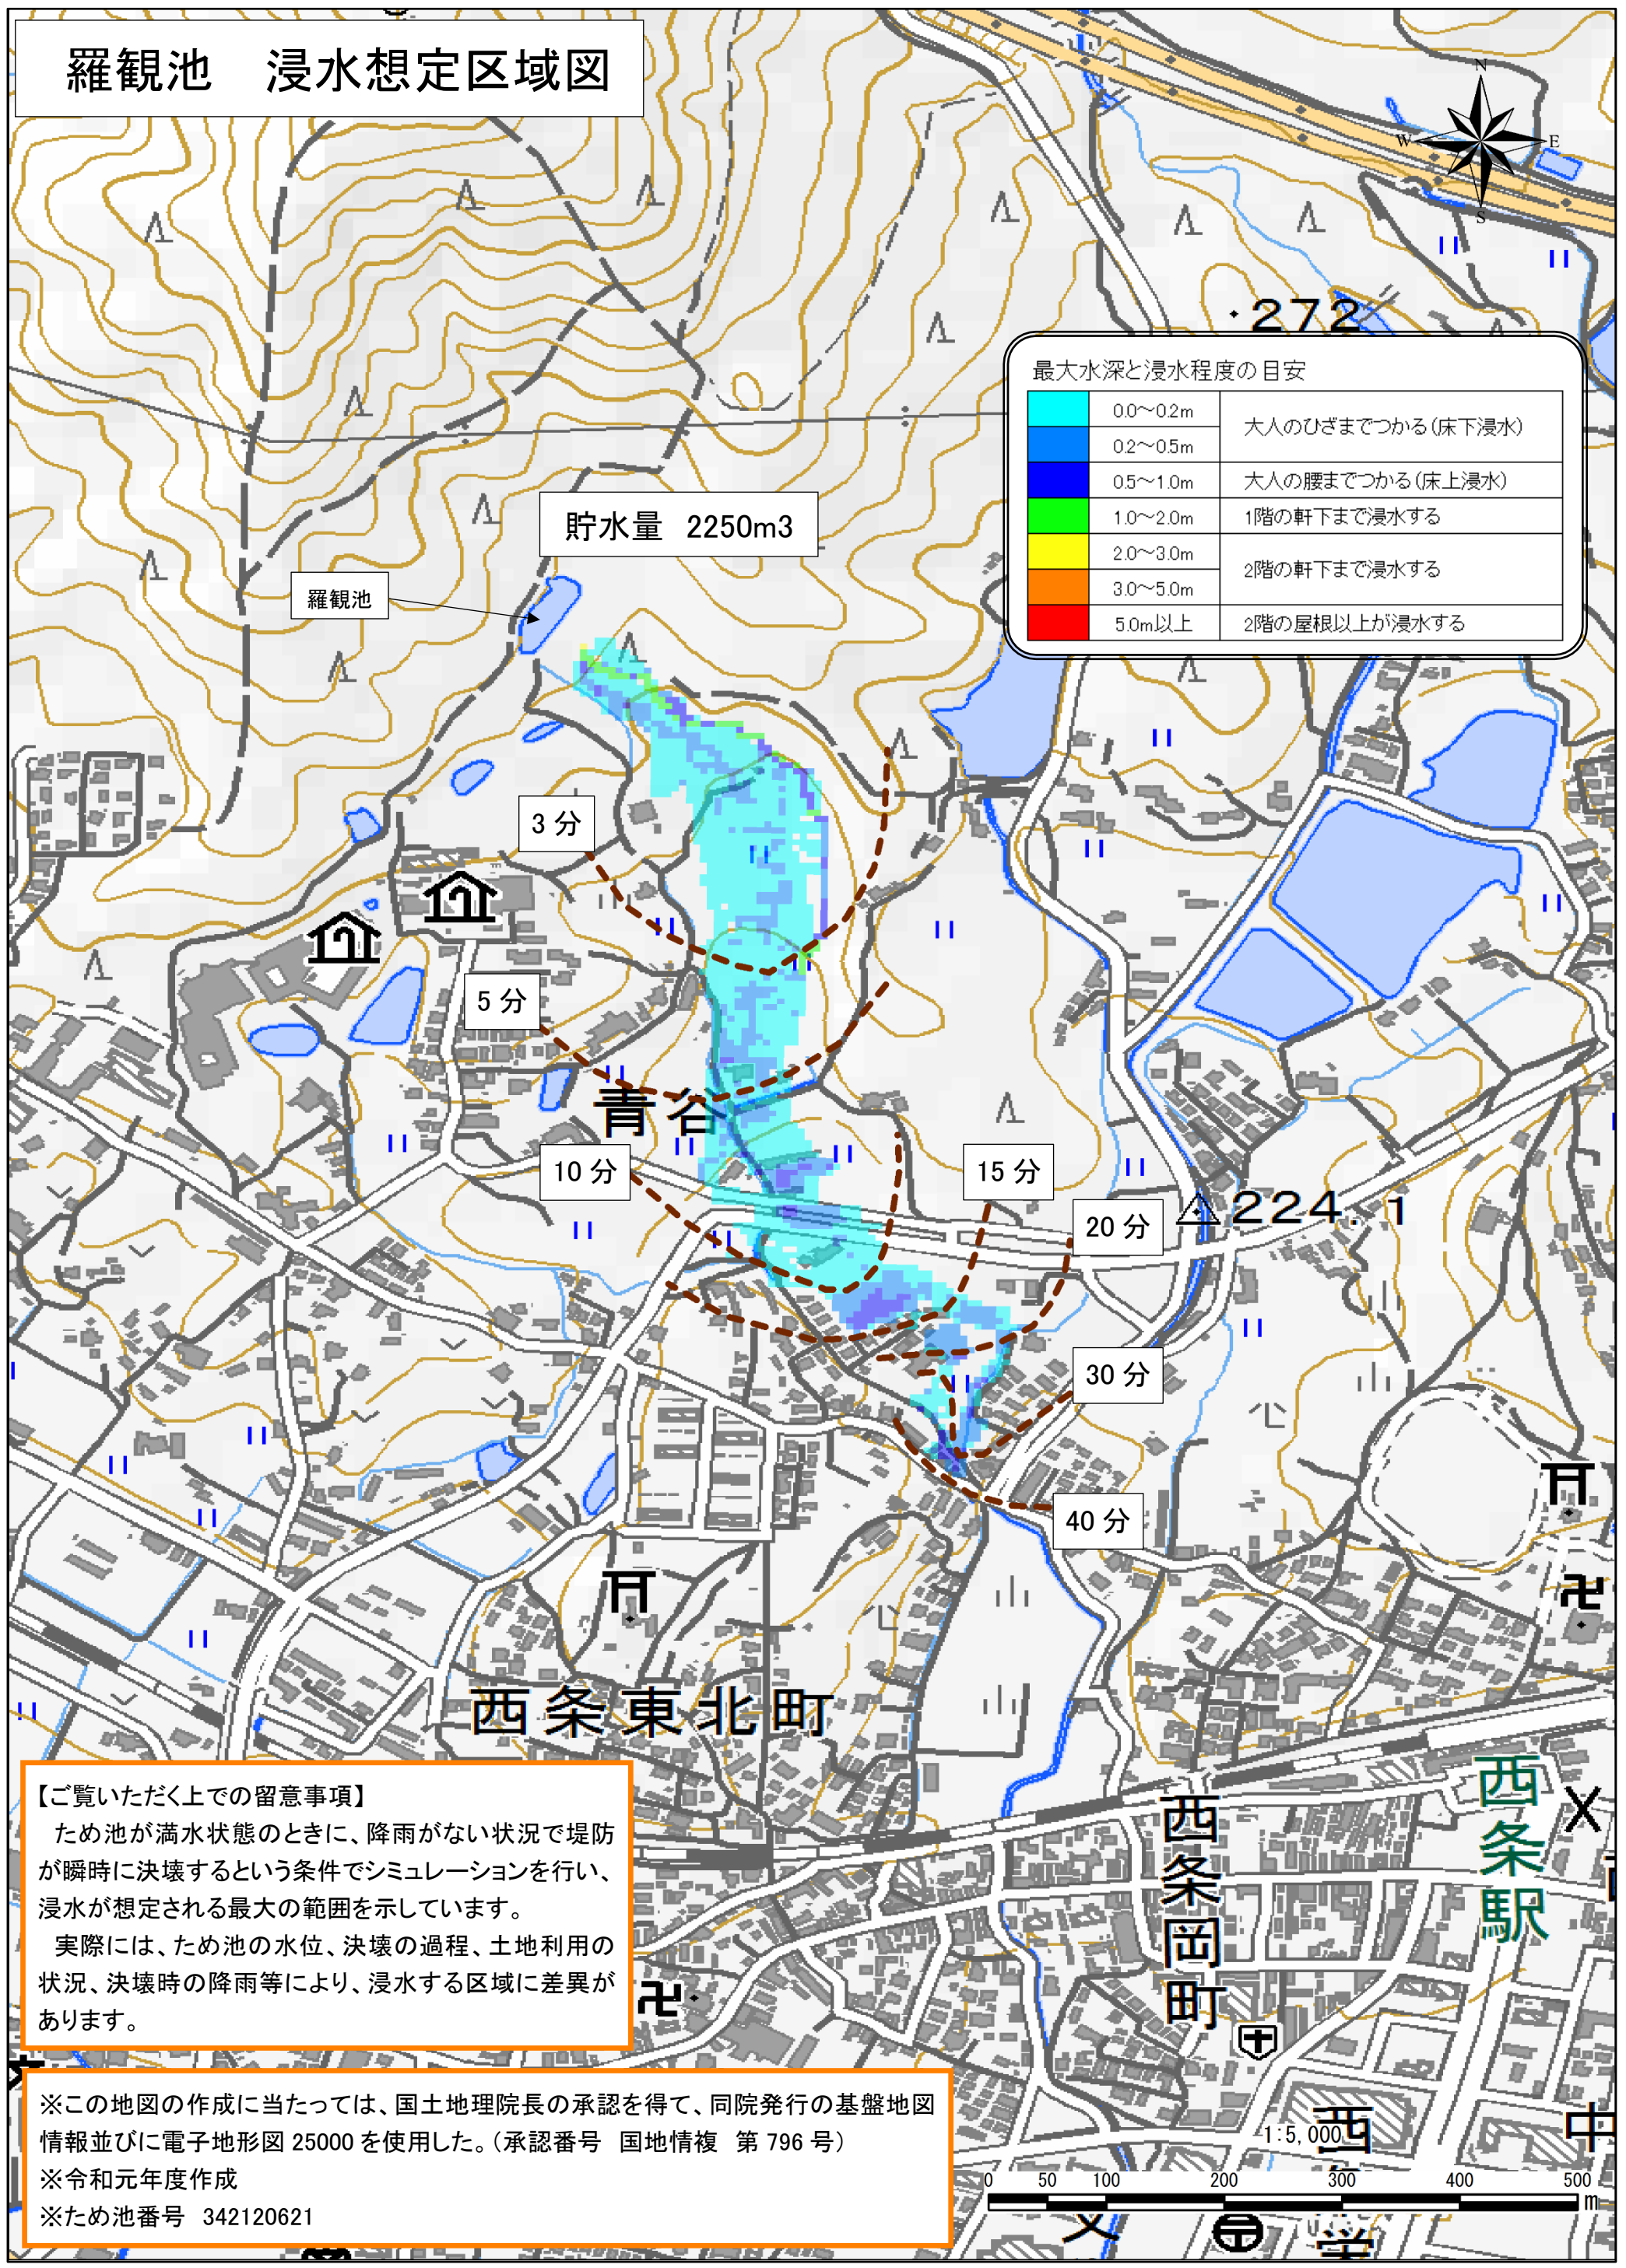 羅観池　浸水想定区域図
N
W
E
S
・272
最大水深と浸水程度の目安
0.0～0.2m
大人のひざまでつかる(床下浸水)
0.2～0.5m
0.5～1.0m
大人の腰までつかる(床上浸水)
1.0～2.0m
1階の軒下まで浸水する
2.0～3.0m
2階の軒下まで浸水する
3.0～5.0m
5.0m以上
2階の屋根以上が浸水する
貯水量　2250m3
羅観池
3 分
5 分
青谷
10 分
15 分
20 分
224.1
30 分
40 分
西条東北町
西条岡町
西条駅
【ご覧いただく上での留意事項】
ため池が満水状態のときに、降雨がない状況で堤防
が瞬時に決壊するという条件でシミュレーションを行い、
浸水が想定される最大の範囲を示しています。
実際には、ため池の水位、決壊の過程、土地利用の
状況、決壊時の降雨等により、浸水する区域に差異が
あります。
※この地図の作成に当たっては、国土地理院長の承認を得て、同院発行の基盤地図
情報並びに電子地形図 25000 を使用した。（承認番号　国地情複　第 796 号）
※令和元年度作成
※ため池番号　342120621
1:5,000
西
中
0 50 100 200 300 400 500
m